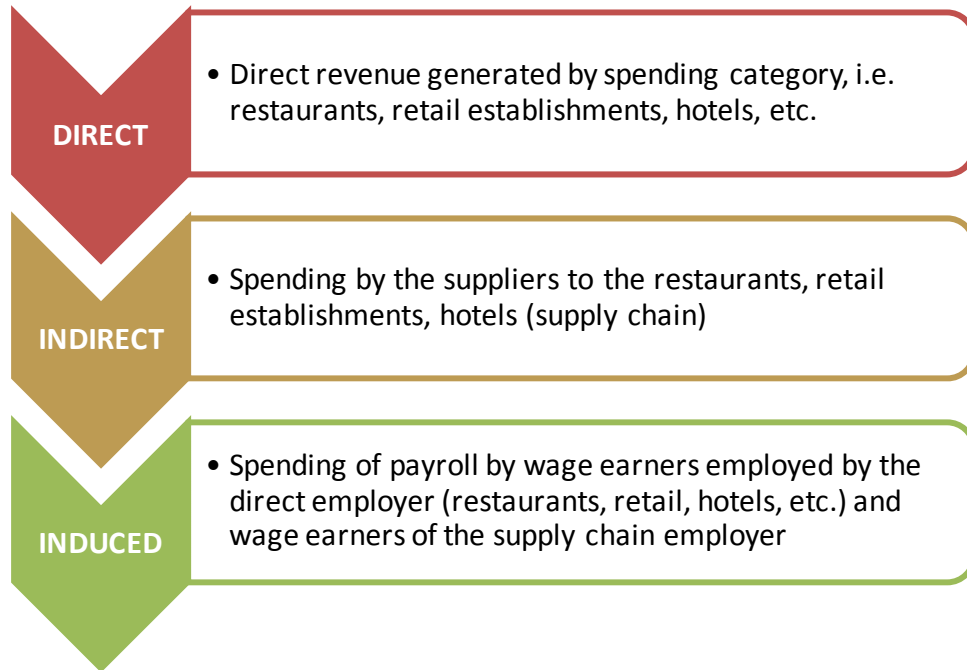 DIRECT
• Direct revenue generated by spending category, i.e.
restaurants, retail establishments, hotels, etc.
INDIRECT
• Spending by the suppliers to the restaurants, retail
establishments, hotels (supply chain)
INDUCED
• Spending of payroll by wage earners employed by the
direct employer (restaurants, retail, hotels, etc.) and
wage earners of the supply chain employer